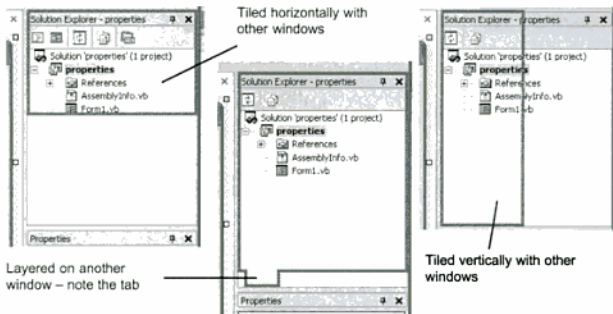 Solution Explorer - properties
Solution 'properties' (1 project)
properties
References
AssemblyInfo.vb
Form1.vb
Properties
Tiled horizontally with
other windows
Solution Explorer - properties
Solution 'properties' (1 project)
properties
References
AssemblyInfo.vb
Form1.vb
Properties
Layered on another
window – note the tab
Solution Explorer - properties
Solution 'properties' (1 project)
properties
References
AssemblyInfo.vb
Form1.vb
Tiled vertically with other
windows